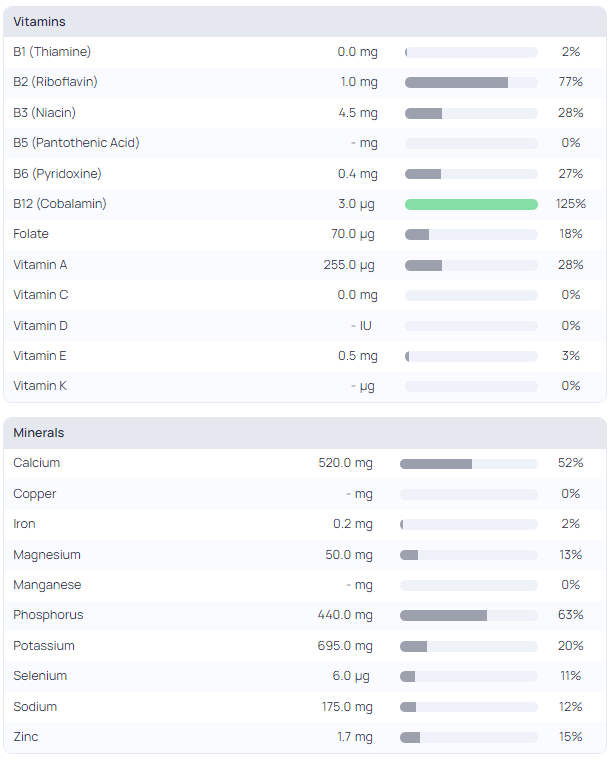 Vitamins
B1 (Thiamine) 0.0 mg 2%
B2 (Riboflavin) 1.0 mg 77%
B3 (Niacin) 4.5 mg 28%
B5 (Pantothenic Acid) - mg 0%
B6 (Pyridoxine) 0.4 mg 27%
B12 (Cobalamin) 3.0 µg 125%
Folate 70.0 µg 18%
Vitamin A 255.0 µg 28%
Vitamin C 0.0 mg 0%
Vitamin D - IU 0%
Vitamin E 0.5 mg 3%
Vitamin K - µg 0%
Minerals
Calcium 520.0 mg 52%
Copper - mg 0%
Iron 0.2 mg 2%
Magnesium 50.0 mg 13%
Manganese - mg 0%
Phosphorus 440.0 mg 63%
Potassium 695.0 mg 20%
Selenium 6.0 µg 11%
Sodium 175.0 mg 12%
Zinc 1.7 mg 15%